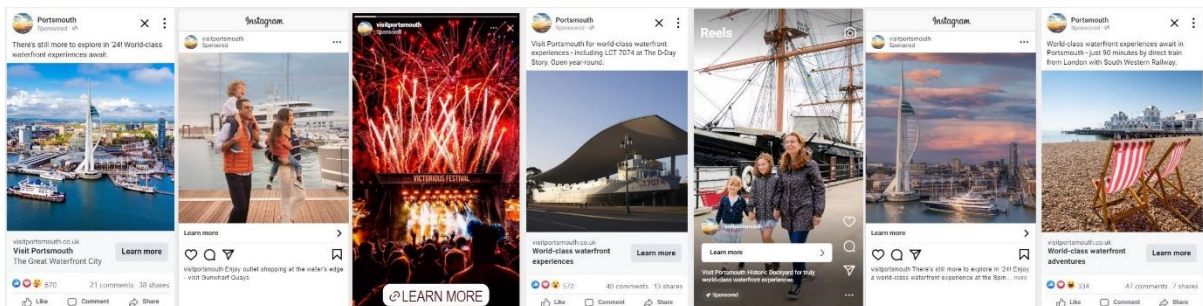 Portsmouth
Sponsored
There's still more to explore in '24! World-class
waterfront experiences await.
visitportsmouth.co.uk
Visit Portsmouth
The Great Waterfront City
Learn more
670
21 comments 38 shares
Like Comment Share
Instagram
visitportsmouth
Sponsored
Learn more
visitportsmouth Enjoy outlet shopping at the water's edge
- visit Gunwharf Quays
visitportsmouth
Sponsored
VICTORIOUS FESTIVAL
LEARN MORE
Portsmouth
Sponsored
Visit Portsmouth for world-class waterfront
experiences - including LCT 7074 at The D-Day
Story. Open year-round.
7074
visitportsmouth.co.uk
World-class waterfront
experiences
Learn more
572
40 comments 13 shares
Like Comment Share
Reels
visitportsmouth
Learn more
Visit Portsmouth Historic Dockyard for truly
world-class waterfront experiences.
Sponsored
Instagram
visitportsmouth
Sponsored
Learn more
visitportsmouth There's still more to explore in '24! Enjoy
a world-class waterfront experience at the Spin... more
Portsmouth
Sponsored
World-class waterfront experiences await in
Portsmouth - just 90 minutes by direct train
from London with South Western Railway.
visitportsmouth.co.uk
World-class waterfront
adventures
Learn more
334
47 comments 7 shares
Like Comment Share